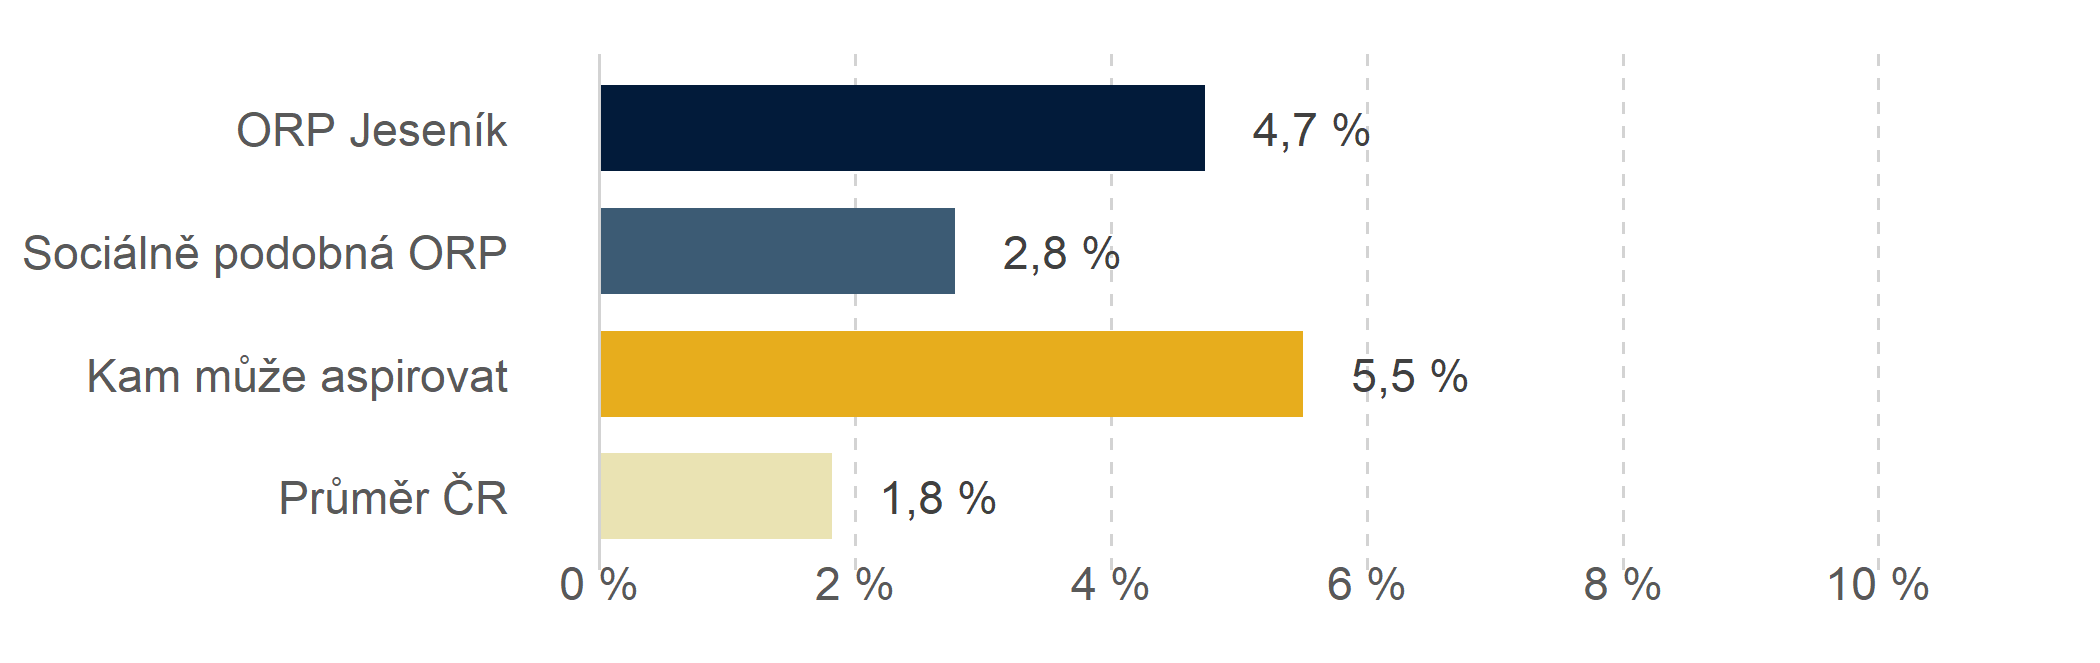 ORP Jeseník 4,7 %
Sociálně podobná ORP 2,8 %
Kam může aspirovat 5,5 %
Průměr ČR 1,8 %
0 % 2 % 4 % 6 % 8 % 10 %